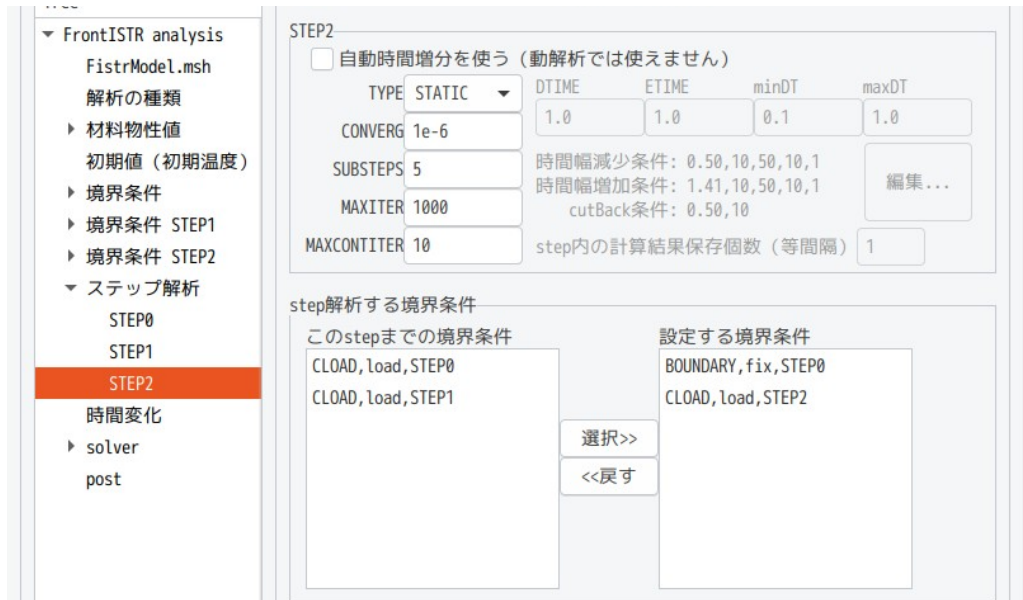 FrontISTR analysis
FistrModel.msh
解析の種類
材料物性値
初期値（初期温度）
境界条件
境界条件 STEP1
境界条件 STEP2
ステップ解析
STEP0
STEP1
STEP2
時間変化
solver
post
STEP2
自動時間増分を使う（動解析では使えません）
TYPE STATIC
CONVERG 1e-6
SUBSTEPS 5
MAXITER 1000
MAXCONTITER 10
DTIME ETIME minDT maxDT
1.0 1.0 0.1 1.0
時間幅減少条件: 0.50,10,50,10,1
時間幅増加条件: 1.41,10,50,10,1
cutBack条件: 0.50,10
編集...
step内の計算結果保存個数（等間隔） 1
step解析する境界条件
このstepまでの境界条件
CLOAD,load,STEP0
CLOAD,load,STEP1
選択>>
<<戻す
設定する境界条件
BOUNDARY,fix,STEP0
CLOAD,load,STEP2